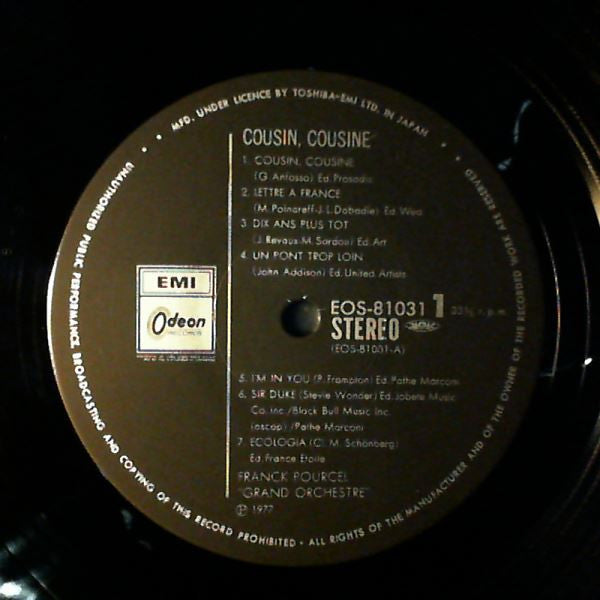 MFD. UNDER LICENCE BY TOSHIBA-EMI LTD. IN JAPAN
COUSIN, COUSINE
1. COUSIN, COUSINE
(G. Anfosso) Ed. Prosadis
2. LETTRE A FRANCE
(M. Polnareff-J.L. Dabadie) Ed. Wea
3. DIX ANS PLUS TOT
(J. Revaux-M. Sardou) Ed. Art
4. UN PONT TROP LOIN
(John Addison) Ed. United Artists
EMI
Odeon
EOS-81031 1 33⅓ r.p.m.
STEREO
(EOS-81031-A)
5. I'M IN YOU (P. Frampton) Ed. Pathe Marconi
6. SIR DUKE (Stevie Wonder) Ed. Jobete Music
Co. inc./Black Bull Music Inc.
(ascap)/Pathe Marconi
7. ECOLOGIA (Cl. M. Schönberg)
Ed. France Etoile
FRANCK POURCEL
"GRAND ORCHESTRE"
℗ 1977
UNAUTHORIZED PUBLIC PERFORMANCE, BROADCASTING AND COPYING OF THIS RECORD PROHIBITED • ALL RIGHTS OF THE MANUFACTURER AND OF THE OWNER OF THE RECORDED WORK ARE RESERVED